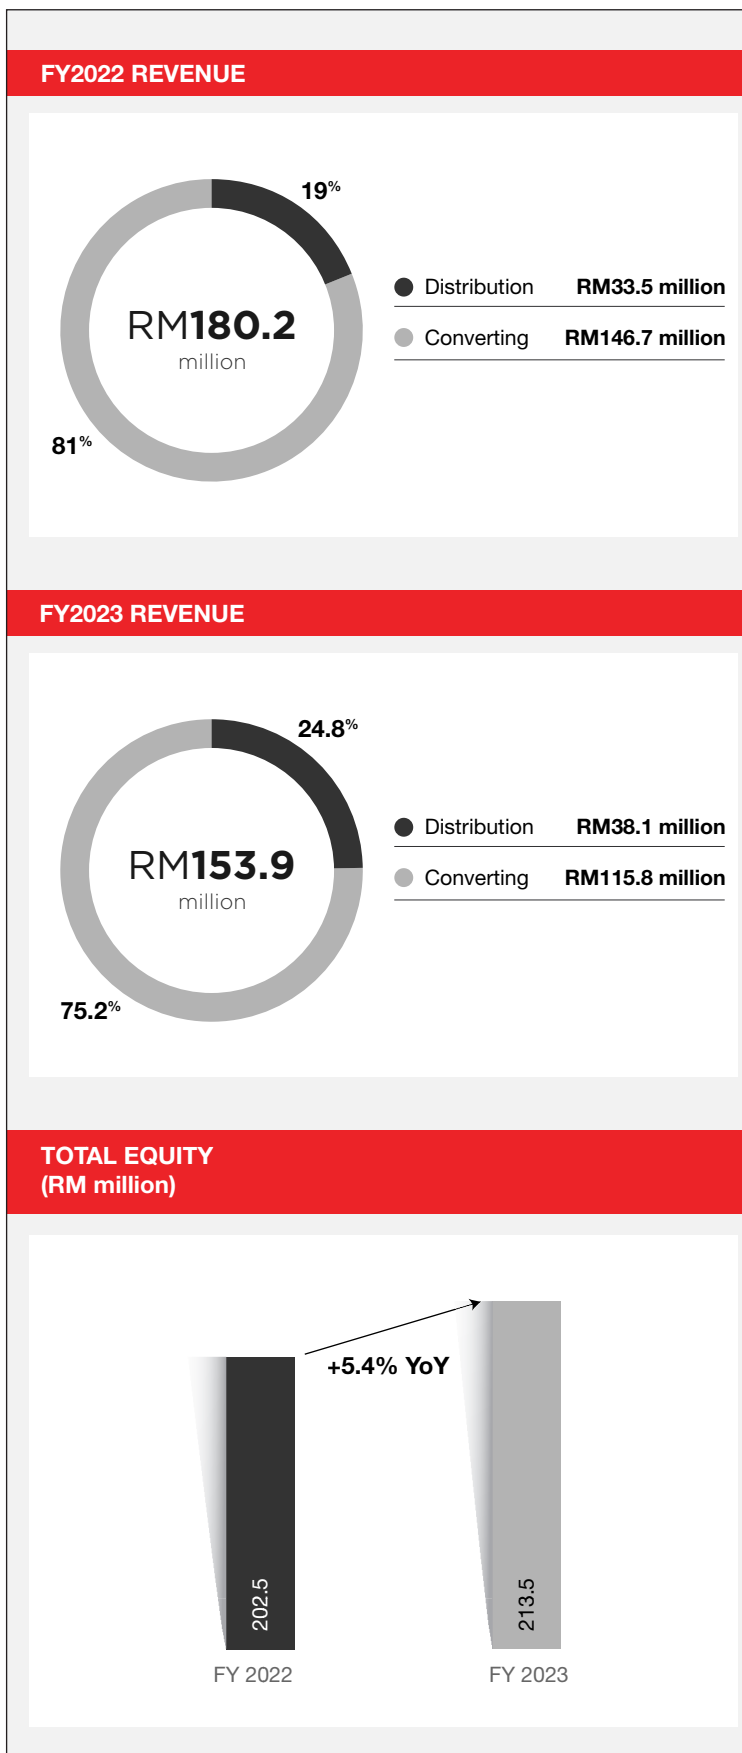 FY2022 REVENUE
19%
RM180.2
million
Distribution RM33.5 million
Converting RM146.7 million
81%
FY2023 REVENUE
24.8%
RM153.9
million
Distribution RM38.1 million
Converting RM115.8 million
75.2%
TOTAL EQUITY
(RM million)
+5.4% YoY
202.5
213.5
FY 2022
FY 2023